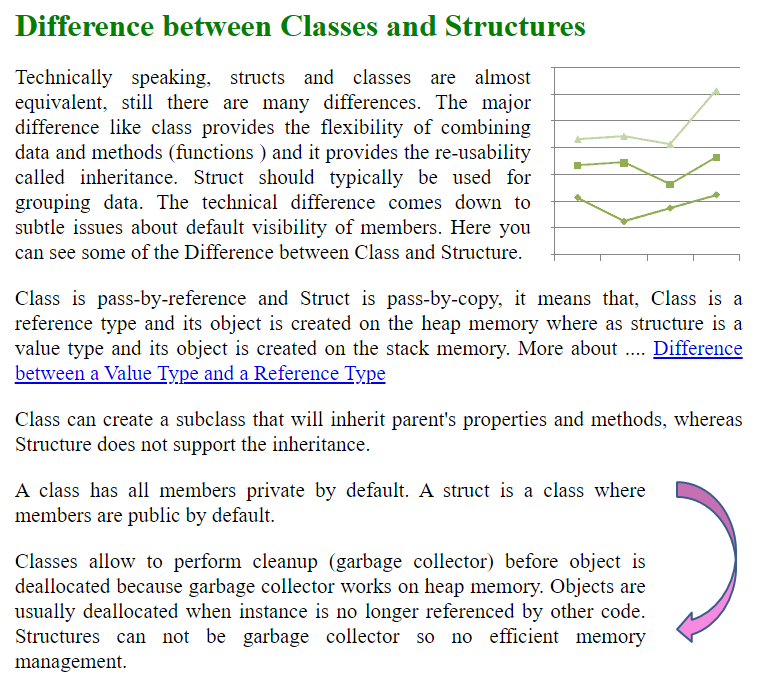 Difference between Classes and Structures
Technically speaking, structs and classes are almost
equivalent, still there are many differences. The major
difference like class provides the flexibility of combining
data and methods (functions ) and it provides the re-usability
called inheritance. Struct should typically be used for
grouping data. The technical difference comes down to
subtle issues about default visibility of members. Here you
can see some of the Difference between Class and Structure.
Class is pass-by-reference and Struct is pass-by-copy, it means that, Class is a
reference type and its object is created on the heap memory where as structure is a
value type and its object is created on the stack memory. More about .... Difference
between a Value Type and a Reference Type
Class can create a subclass that will inherit parent's properties and methods, whereas
Structure does not support the inheritance.
A class has all members private by default. A struct is a class where
members are public by default.
Classes allow to perform cleanup (garbage collector) before object is
deallocated because garbage collector works on heap memory. Objects are
usually deallocated when instance is no longer referenced by other code.
Structures can not be garbage collector so no efficient memory
management.